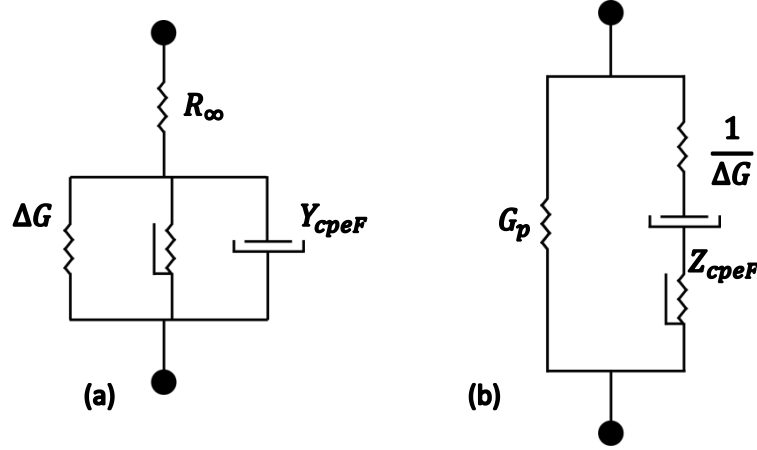 R∞
ΔG
YcpeF
(a)
1
ΔG
Gp
ZcpeF
(b)